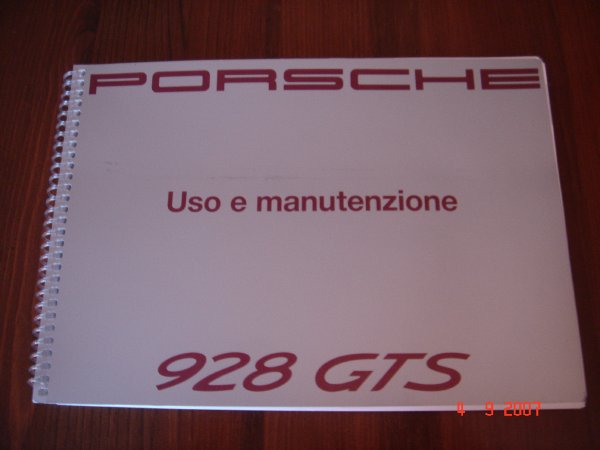 PORSCHE
Uso e manutenzione
928 GTS
4 9 2007